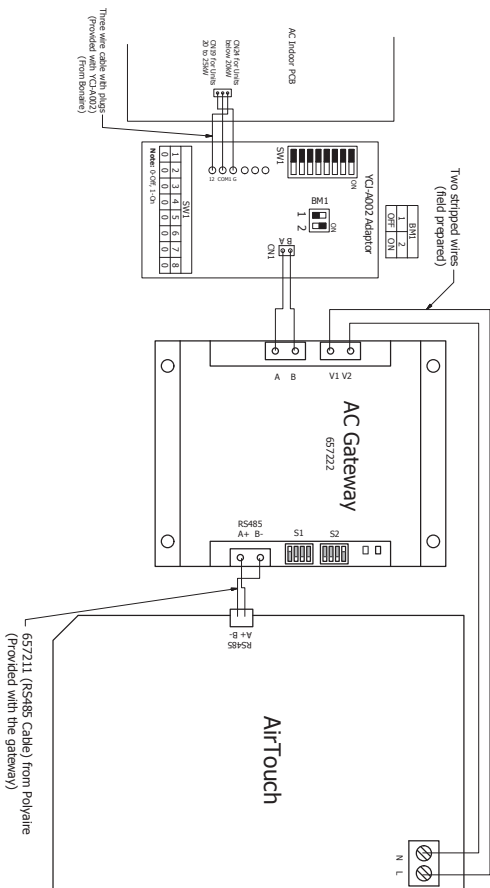 AC Indoor PCB
CN24 for Units
below 20kW
CN19 for Units
20 to 25kW
Three wire cable with plugs
(Provided with YCJ-A002)
(From Bonaire)
YCJ-A002 Adaptor
SW1
ON
12 COM1 G
BM1
ON
1 2
BM1
1 2
OFF ON
B A
CN1
SW1
1 2 3 4 5 6 7 8
0 0 0 0 0 0 0 0
Note: 0-Off, 1-On
Two stripped wires
(field prepared)
A B
V1 V2
AC Gateway
657222
RS485
A+ B-
S1
S2
A+ B-
RS485
657211 (RS485 Cable) from Polyaire
(Provided with the gateway)
AirTouch
N L